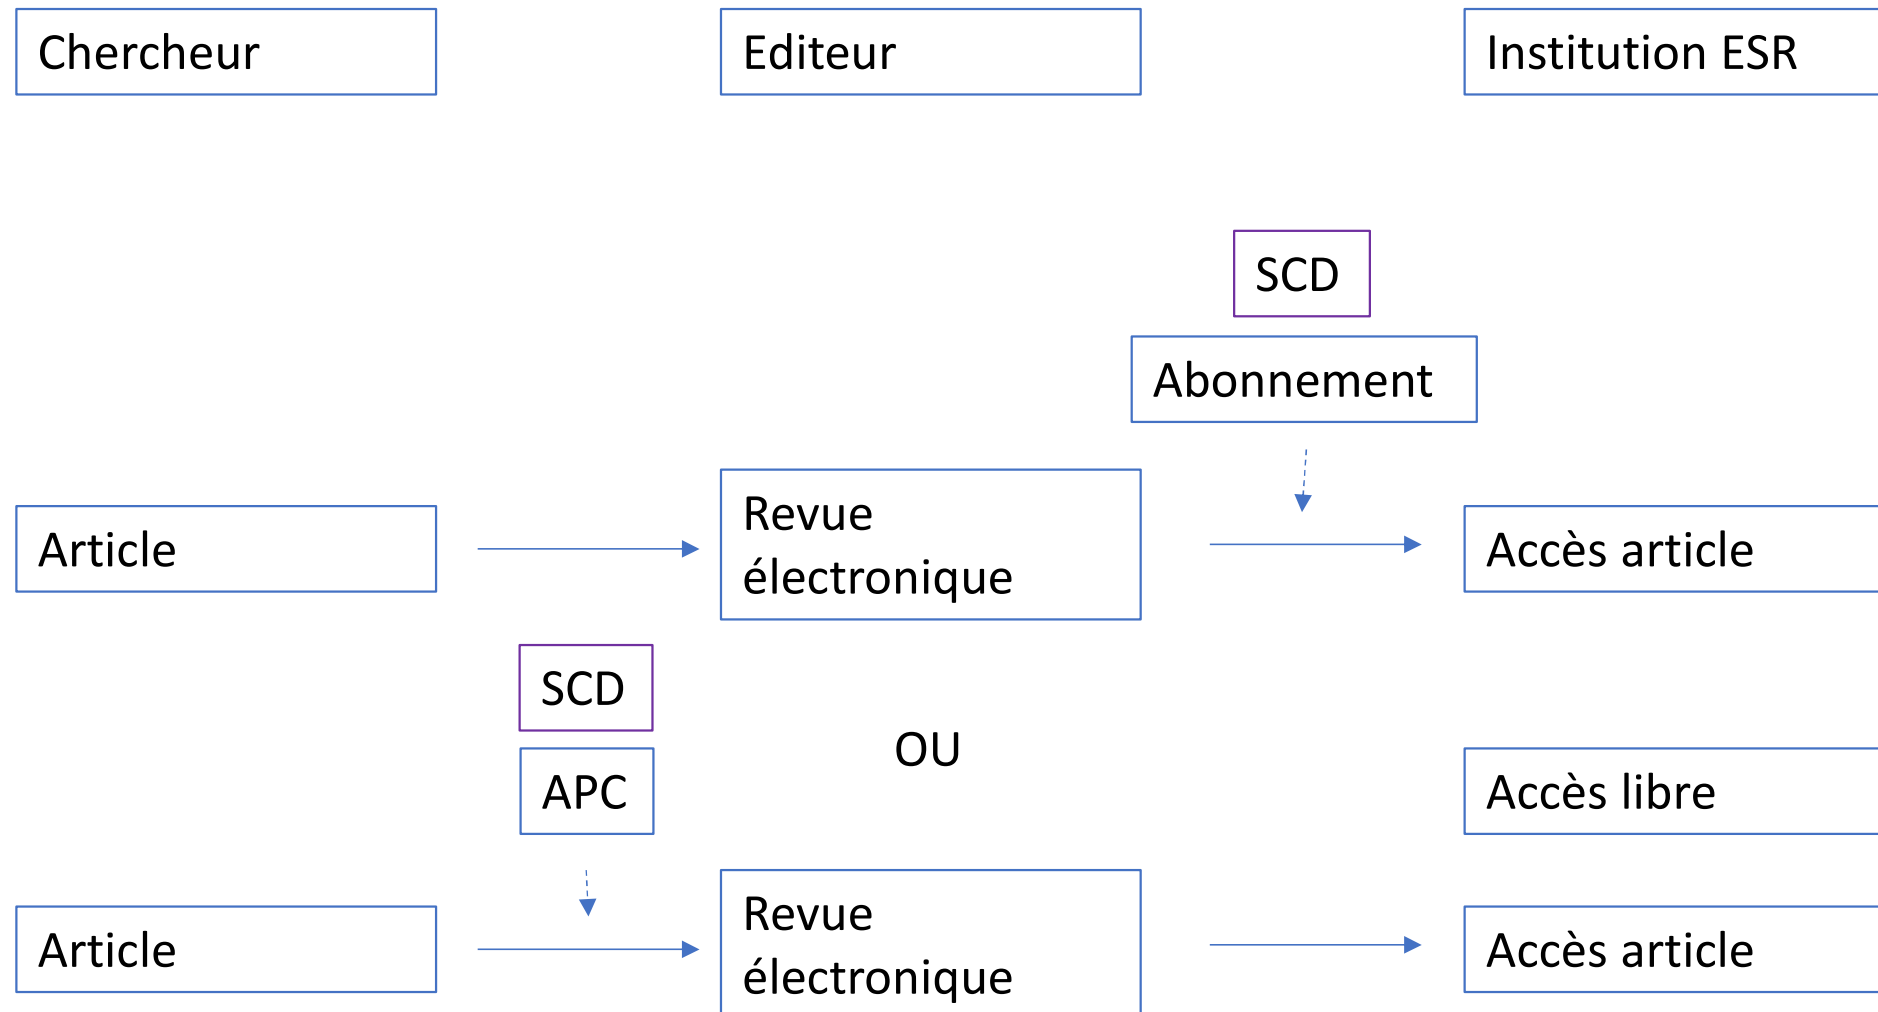 Chercheur
Editeur
Institution ESR
SCD
Abonnement
Article
Revue
électronique
Accès article
SCD
APC
OU
Accès libre
Article
Revue
électronique
Accès article